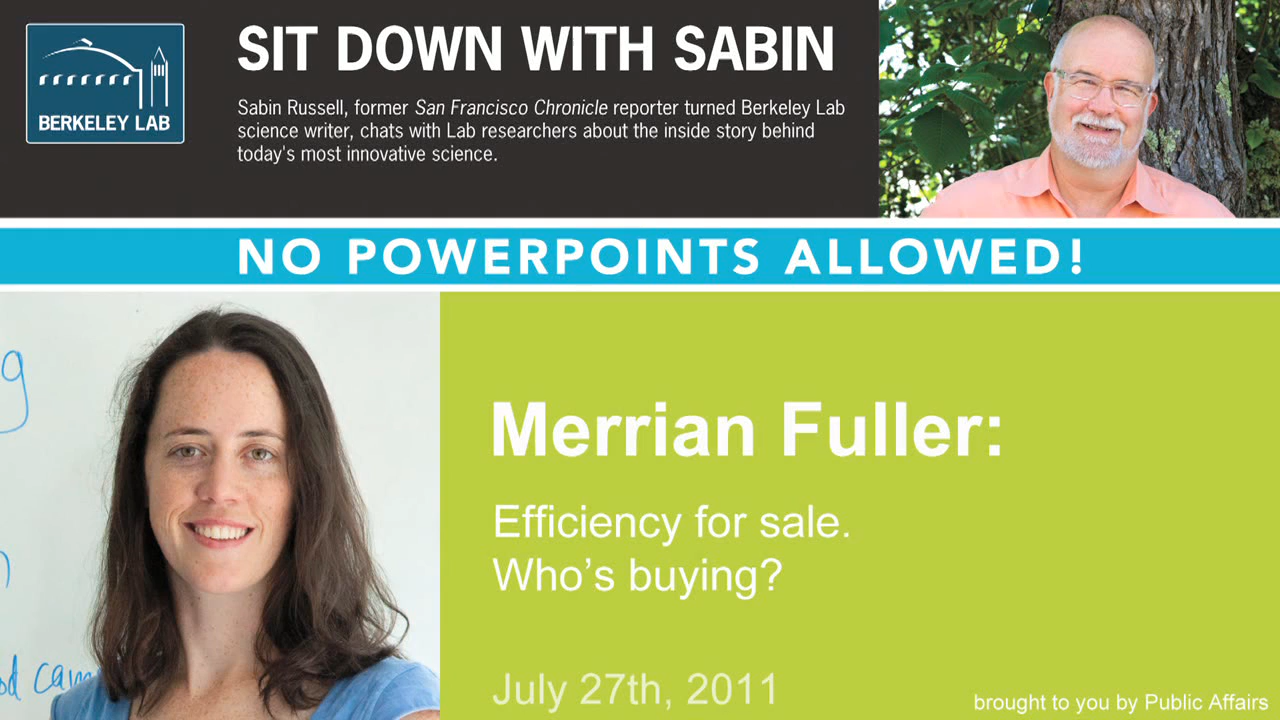 BERKELEY LAB
SIT DOWN WITH SABIN
Sabin Russell, former San Francisco Chronicle reporter turned Berkeley Lab
science writer, chats with Lab researchers about the inside story behind
today's most innovative science.
NO POWERPOINTS ALLOWED!
g
Merrian Fuller:
Efficiency for sale.
Who's buying?
July 27th, 2011
brought to you by Public Affairs